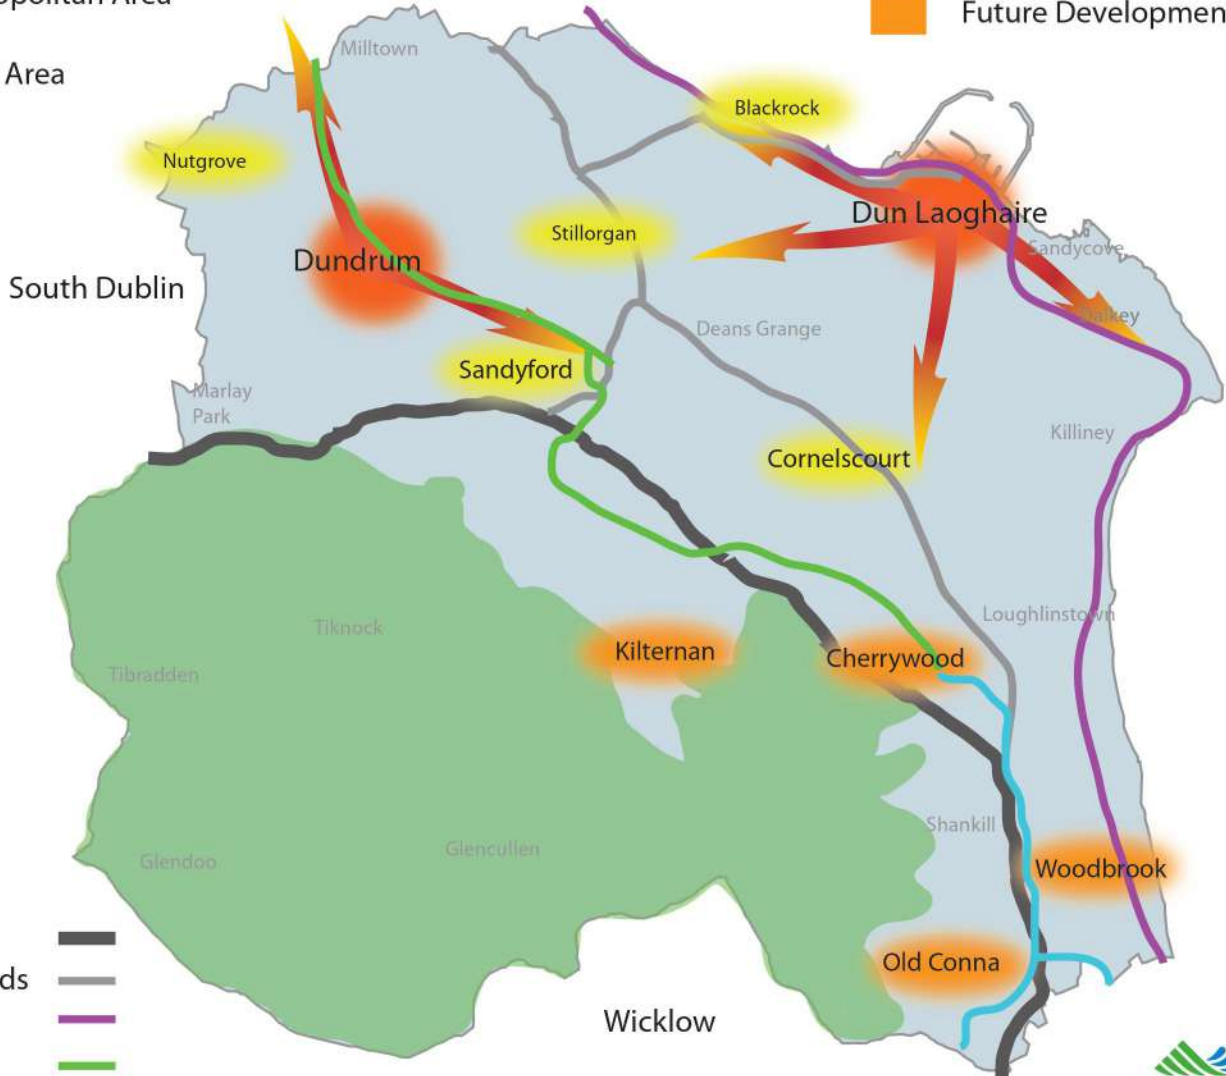 Future Developmen
Area
Milltown
Blackrock
Nutgrove
Dun Laoghaire
Stillorgan
Sandycove
Dundrum
South Dublin
Dalkey
Deans Grange
Sandyford
Marlay
Park
Killiney
Cornelscourt
Loughlinstown
Tiknock
Kilternan
Cherrywood
Tibradden
Shankill
Glencullen
Glendoo
Woodbrook
Old Conna
ds
Wicklow